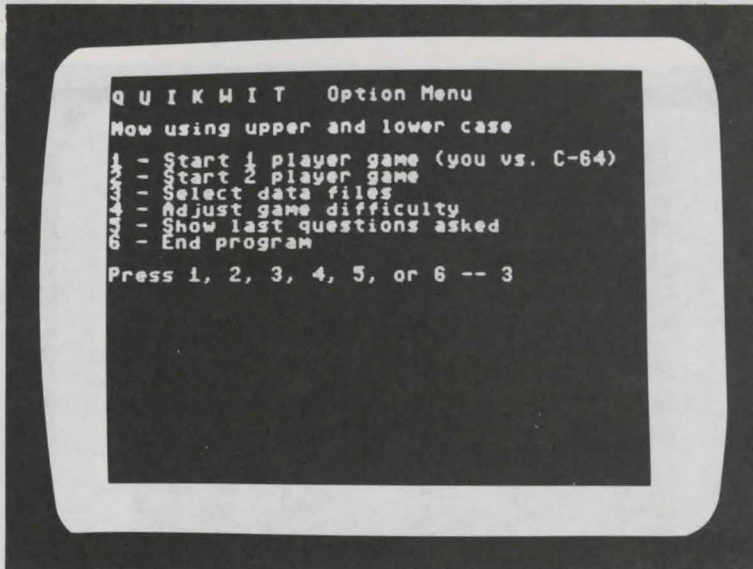 Q U I K W I T   Option Menu
Now using upper and lower case
1 - Start 1 player game (you vs. C-64)
2 - Start 2 player game
3 - Select data files
4 - Adjust game difficulty
5 - Show last questions asked
6 - End program
Press 1, 2, 3, 4, 5, or 6 -- 3